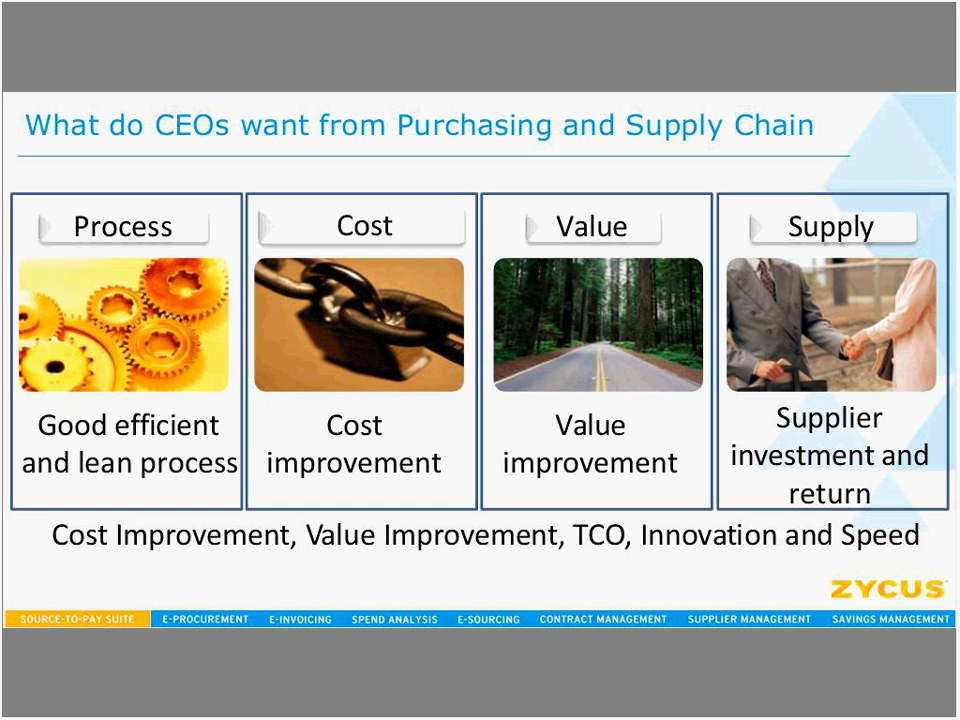 What do CEOs want from Purchasing and Supply Chain
Process
Good efficient
and lean process
Cost
Cost
improvement
Value
Value
improvement
Supply
Supplier
investment and
return
Cost Improvement, Value Improvement, TCO, Innovation and Speed
ZYCUS
SOURCE-TO-PAY SUITE E-PROCUREMENT E-INVOICING SPEND ANALYSIS E-SOURCING CONTRACT MANAGEMENT SUPPLIER MANAGEMENT SAVINGS MANAGEMENT